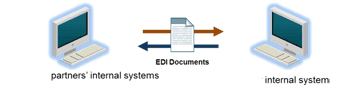 EDI Documents
partners' internal systems
internal system